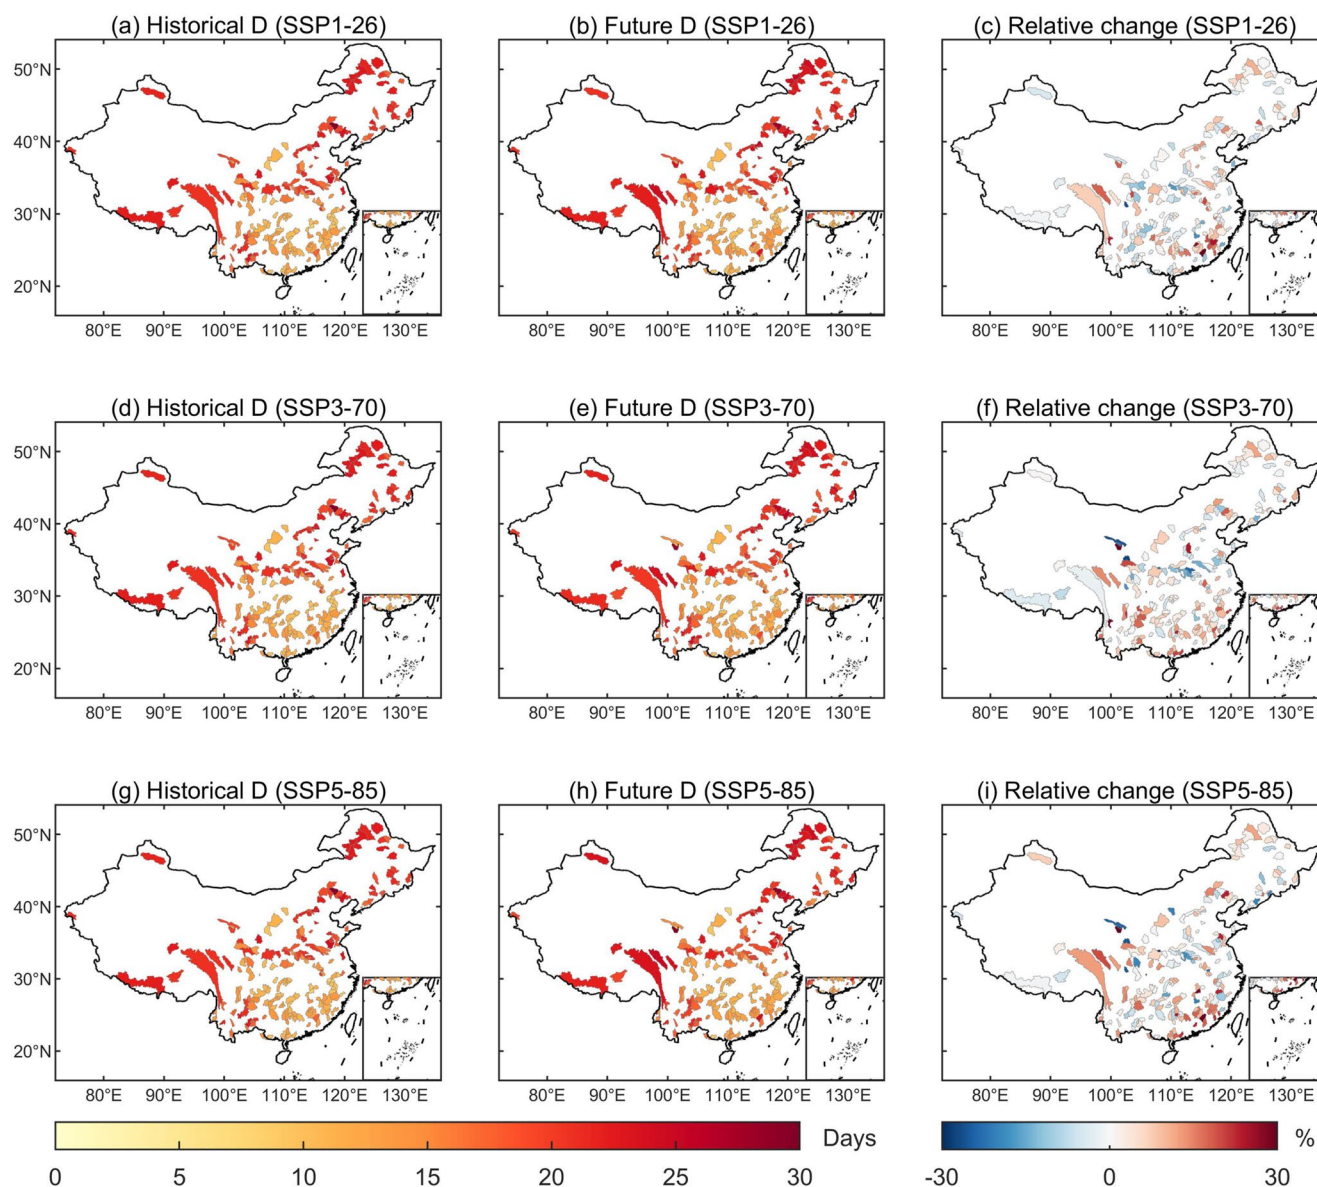 (a) Historical D (SSP1-26)
(b) Future D (SSP1-26)
(c) Relative change (SSP1-26)
50°N
40°N
30°N
20°N
80°E 90°E 100°E 110°E 120°E 130°E
80°E 90°E 100°E 110°E 120°E 130°E
80°E 90°E 100°E 110°E 120°E 130°E
(d) Historical D (SSP3-70)
(e) Future D (SSP3-70)
(f) Relative change (SSP3-70)
50°N
40°N
30°N
20°N
80°E 90°E 100°E 110°E 120°E 130°E
80°E 90°E 100°E 110°E 120°E 130°E
80°E 90°E 100°E 110°E 120°E 130°E
(g) Historical D (SSP5-85)
(h) Future D (SSP5-85)
(i) Relative change (SSP5-85)
50°N
40°N
30°N
20°N
80°E 90°E 100°E 110°E 120°E 130°E
80°E 90°E 100°E 110°E 120°E 130°E
80°E 90°E 100°E 110°E 120°E 130°E
Days
0 5 10 15 20 25 30
%
-30 0 30